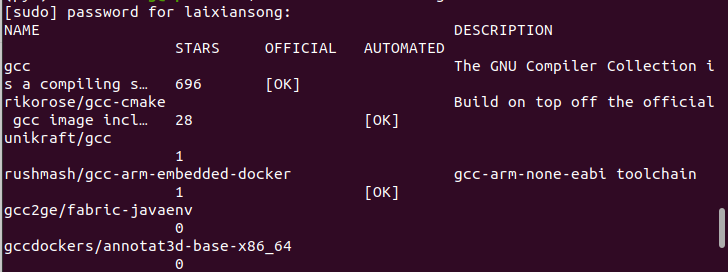 [sudo] password for laixiansong:
NAME DESCRIPTION
STARS OFFICIAL AUTOMATED
gcc The GNU Compiler Collection i
s a compiling s… 696 [OK]
rikorose/gcc-cmake Build on top off the official
gcc image incl… 28 [OK]
unikraft/gcc
1
rushmash/gcc-arm-embedded-docker gcc-arm-none-eabi toolchain
1 [OK]
gcc2ge/fabric-javaenv
0
gccdockers/annotat3d-base-x86_64
0